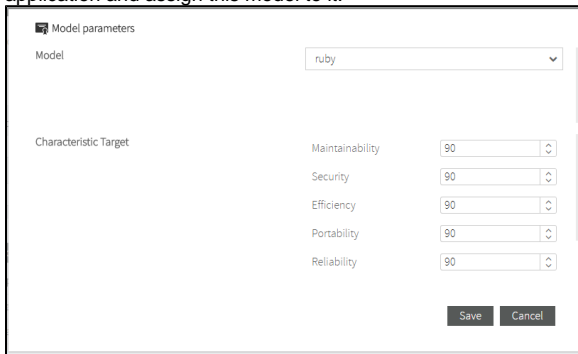 application and assign this model to it.
Model parameters
Model
ruby
Characteristic Target
Maintainability 90
Security 90
Efficiency 90
Portability 90
Reliability 90
Save Cancel